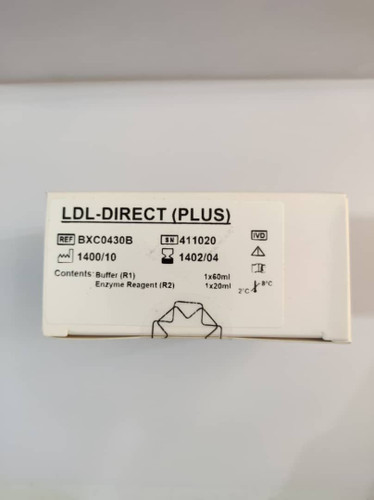 LDL-DIRECT (PLUS)
REF BXC0430B SN 411020 IVD
1400/10 1402/04
Contents: Buffer (R1) 1x60ml
Enzyme Reagent (R2) 1x20ml
2°C 8°C